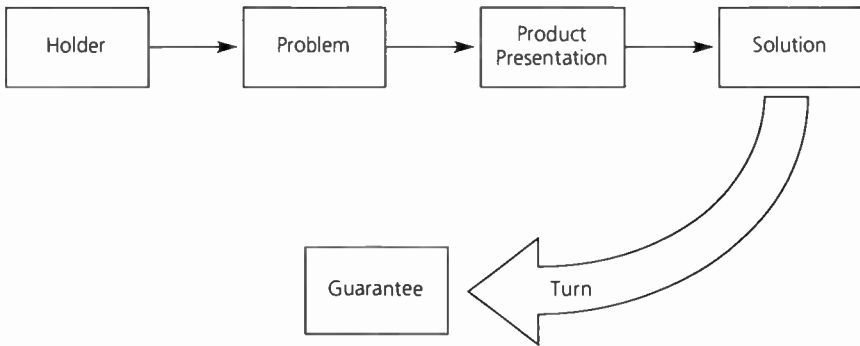 Holder
Problem
Product
Presentation
Solution
Guarantee
Turn